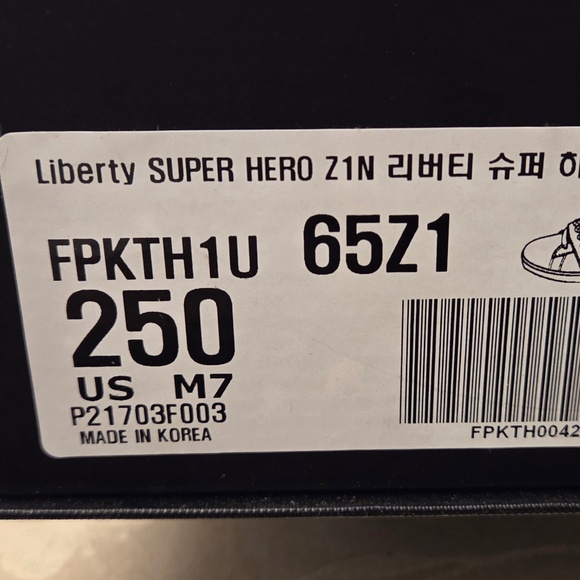 Liberty SUPER HERO Z1N 리버티 슈퍼
FPKTH1U 65Z1
250
US M7
P21703F003
MADE IN KOREA
FPKTH0042